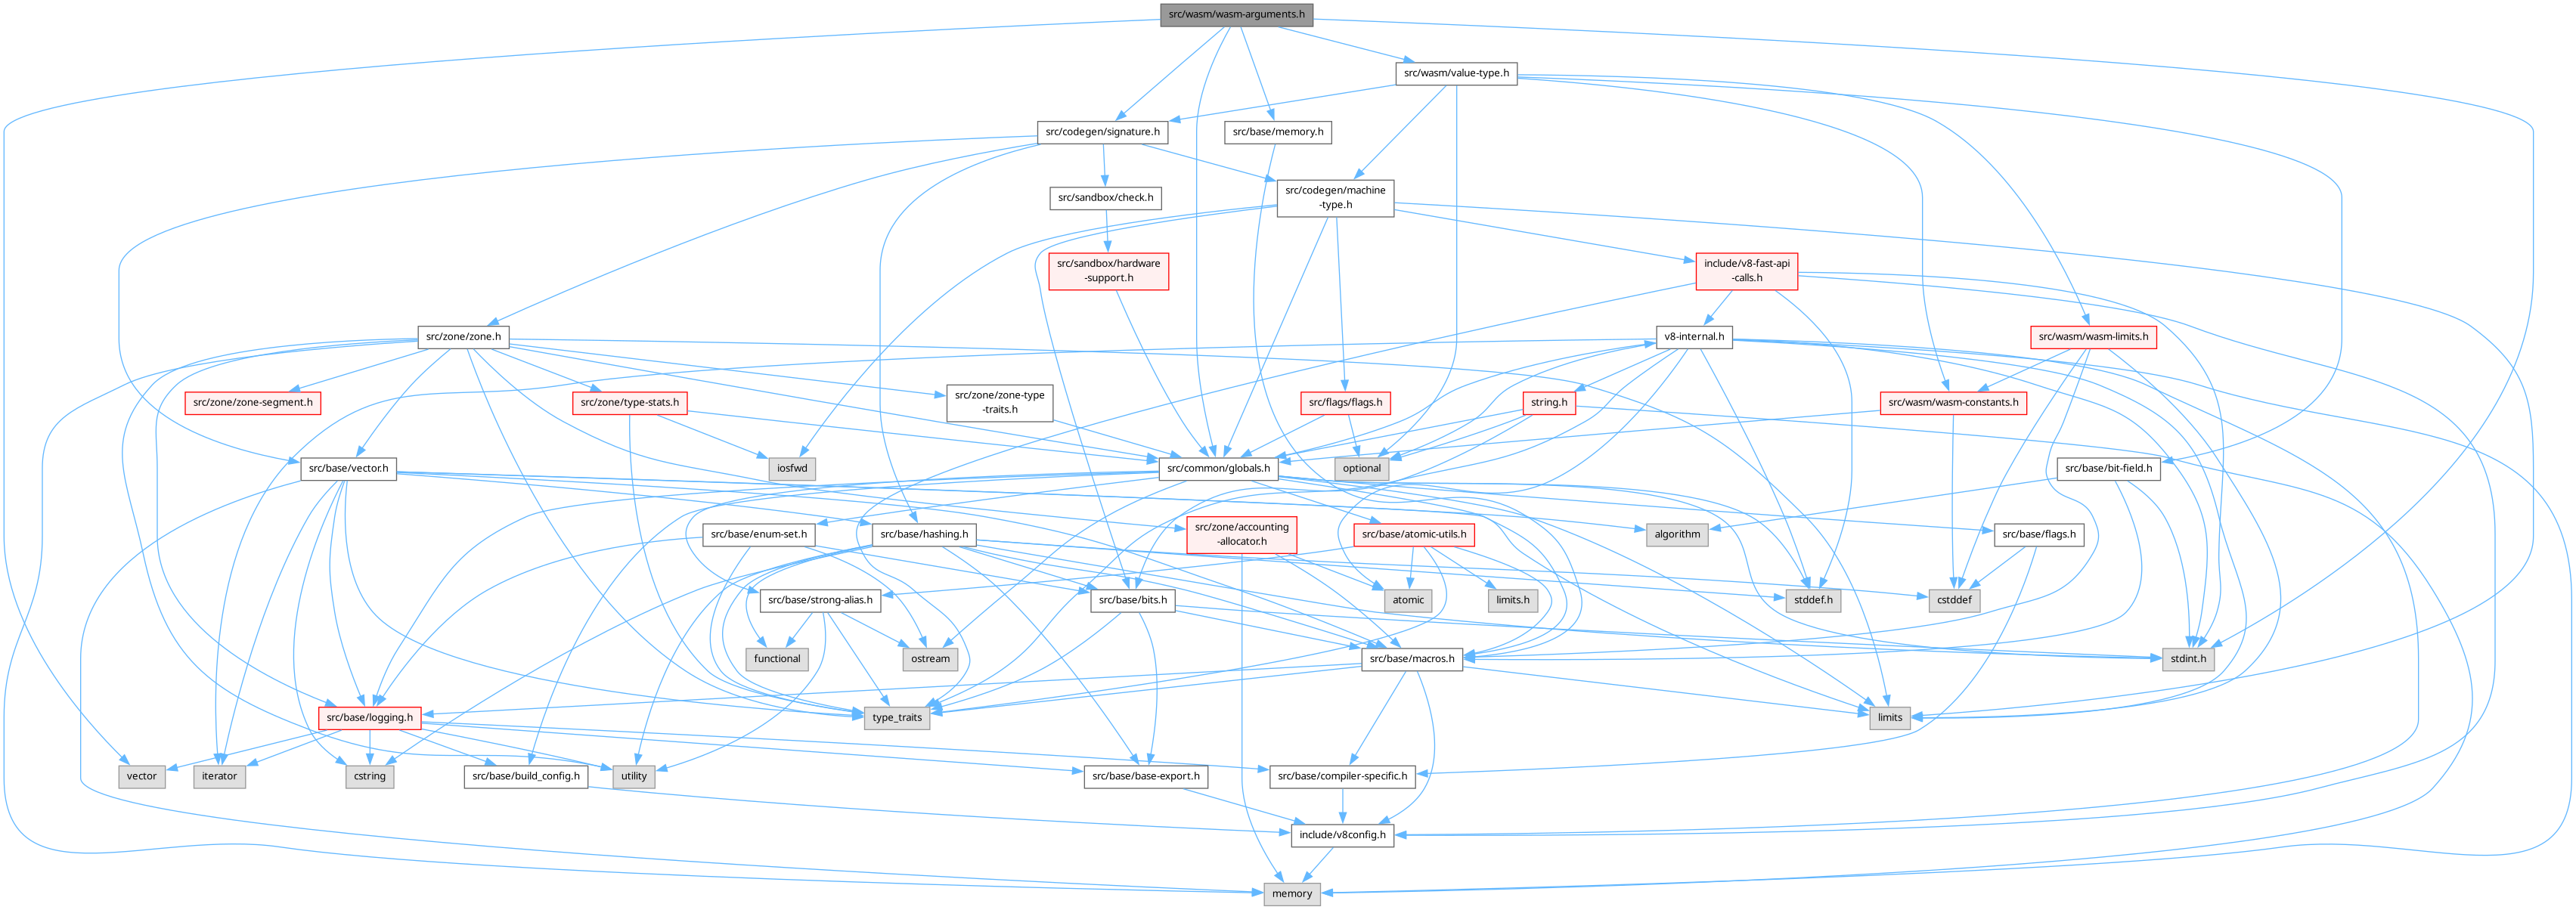 src/wasm/wasm-arguments.h
src/wasm/value-type.h
src/codegen/signature.h
src/base/memory.h
src/sandbox/check.h
src/codegen/machine
-type.h
src/sandbox/hardware
-support.h
include/v8-fast-api
-calls.h
src/zone/zone.h
v8-internal.h
src/wasm/wasm-limits.h
src/zone/zone-segment.h
src/zone/type-stats.h
src/zone/zone-type
-traits.h
src/flags/flags.h
string.h
src/wasm/wasm-constants.h
src/base/vector.h
iosfwd
src/common/globals.h
optional
src/base/bit-field.h
src/base/enum-set.h
src/base/hashing.h
src/zone/accounting
-allocator.h
src/base/atomic-utils.h
algorithm
src/base/flags.h
src/base/strong-alias.h
src/base/bits.h
atomic
limits.h
stddef.h
cstddef
functional
ostream
src/base/macros.h
stdint.h
src/base/logging.h
type_traits
limits
vector
iterator
cstring
src/base/build_config.h
utility
src/base/base-export.h
src/base/compiler-specific.h
include/v8config.h
memory